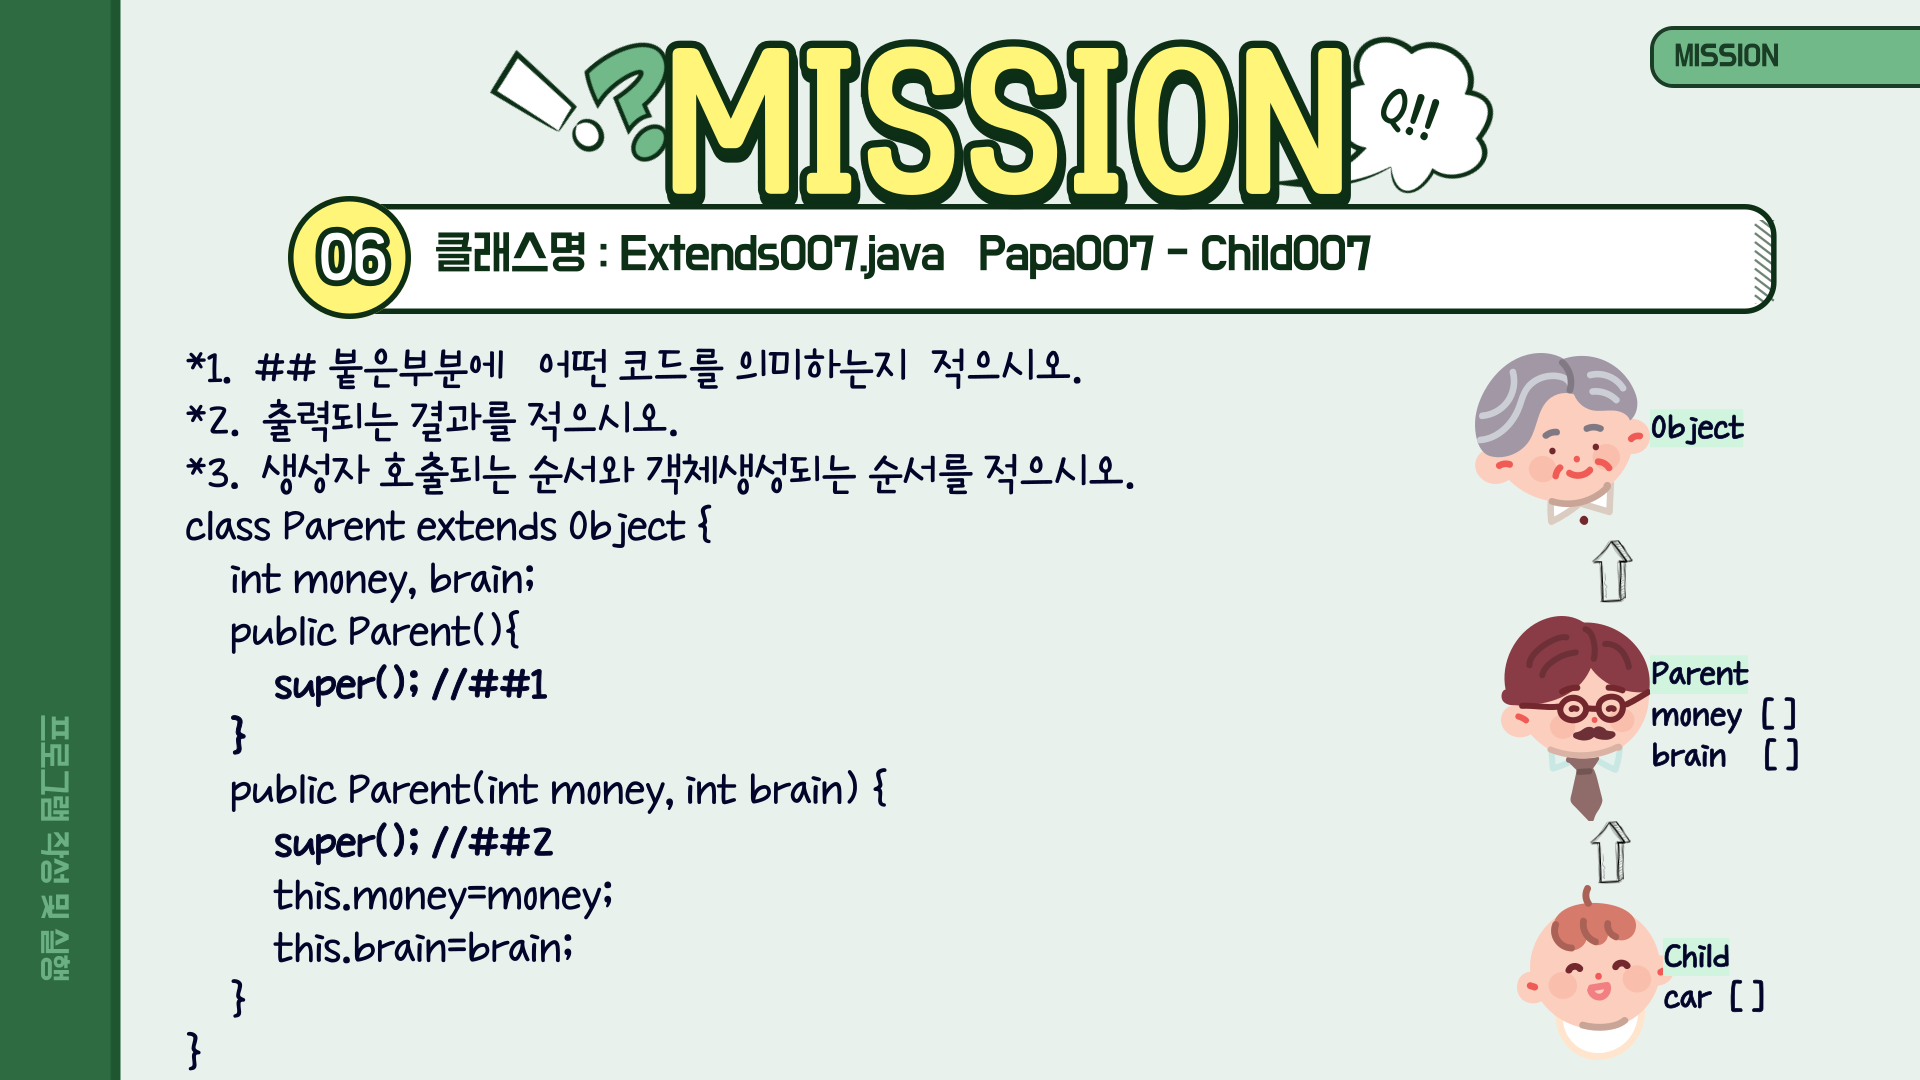 MISSION
!?
MISSION
Q!!
06
클래스명 : Extends007.java   Papa007 - Child007
*1.  ## 붙은부분에   어떤 코드를 의미하는지  적으시오.
*2.  출력되는 결과를 적으시오.
*3.  생성자 호출되는 순서와 객체생성되는 순서를 적으시오.
class Parent extends Object {
    int money, brain;
    public Parent(){
        super(); //##1
    }
    public Parent(int money, int brain) {
        super(); //##2
        this.money=money;
        this.brain=brain;
    }
}
Object
Parent
money  [ ]
brain   [ ]
Child
car  [ ]
프로그램 작성 및 실행